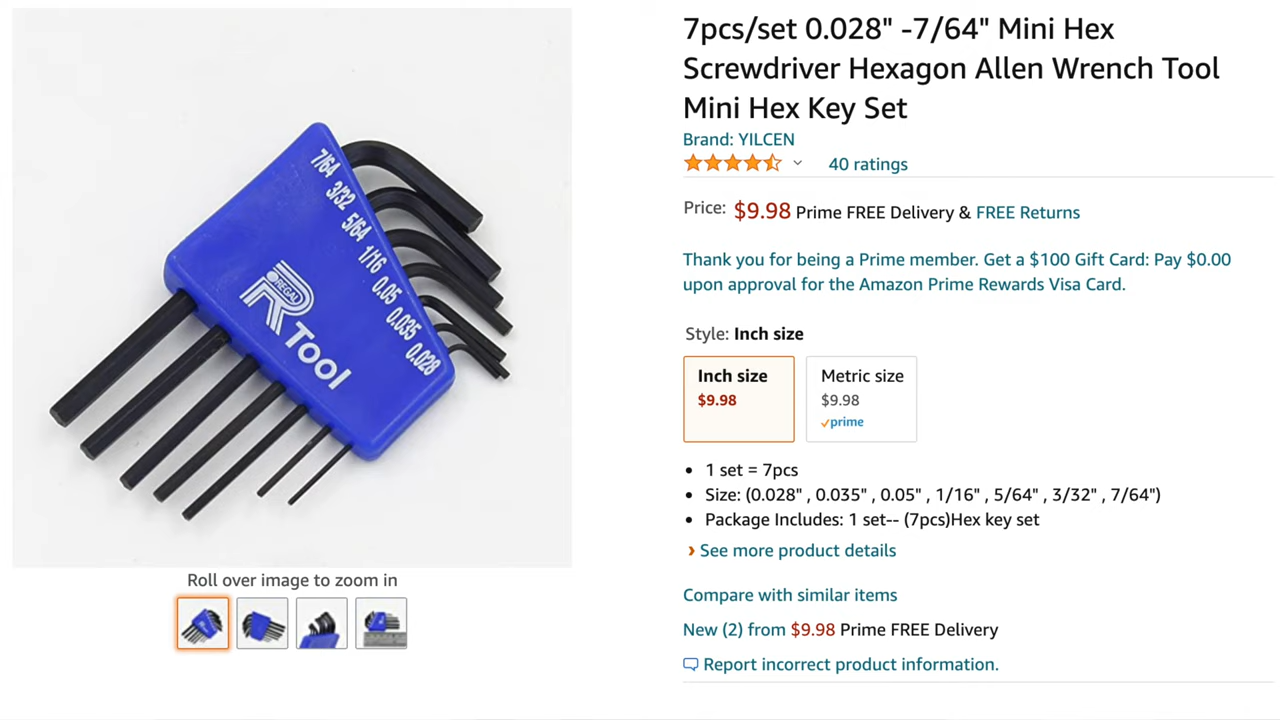 7pcs/set 0.028" -7/64" Mini Hex
Screwdriver Hexagon Allen Wrench Tool
Mini Hex Key Set
Brand: YILCEN
40 ratings
Price: $9.98 Prime FREE Delivery & FREE Returns
Thank you for being a Prime member. Get a $100 Gift Card: Pay $0.00
upon approval for the Amazon Prime Rewards Visa Card.
Style: Inch size
Inch size
$9.98
Metric size
$9.98
prime
• 1 set = 7pcs
• Size: (0.028" , 0.035" , 0.05" , 1/16" , 5/64" , 3/32" , 7/64")
• Package Includes: 1 set-- (7pcs)Hex key set
› See more product details
Compare with similar items
New (2) from $9.98 Prime FREE Delivery
Report incorrect product information.
7/64
3/32
5/64
1/16
0.05
0.035
0.028
REGAL
R
TOOL
Roll over image to zoom in